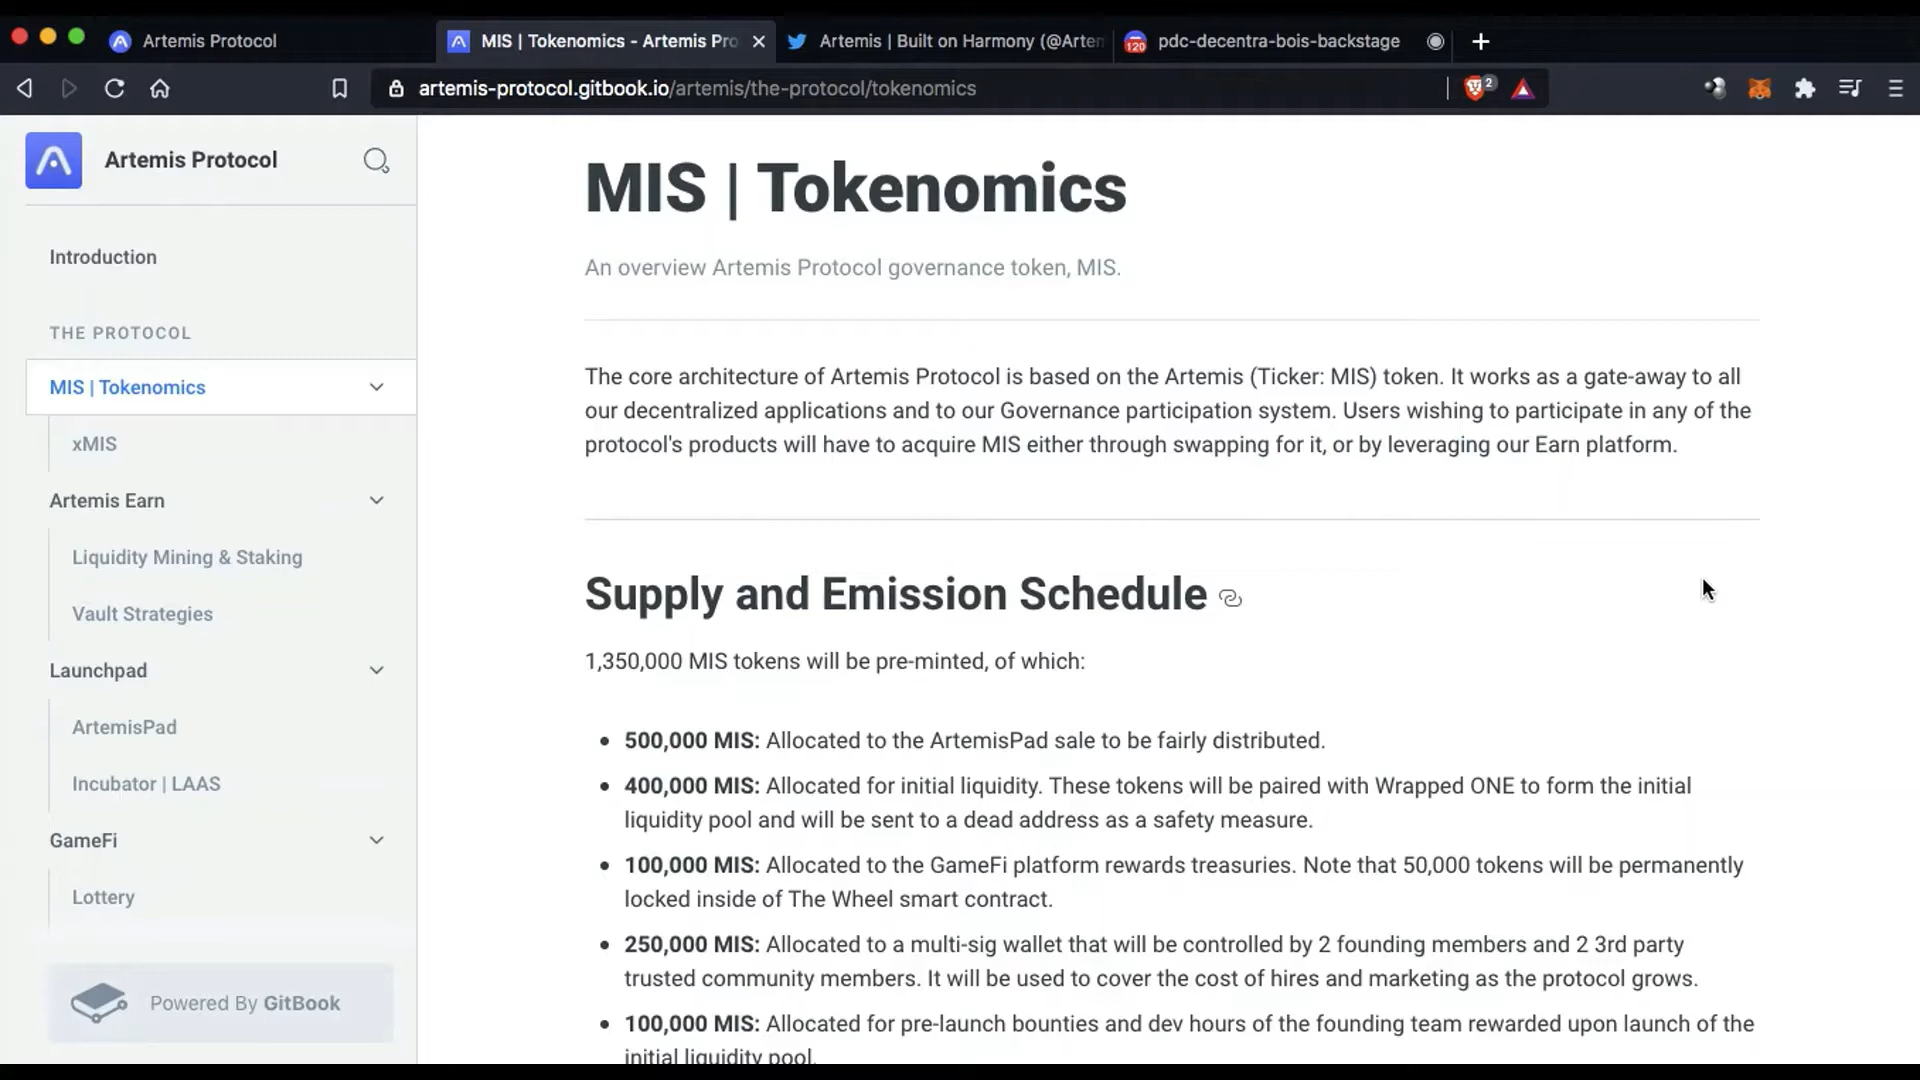 Artemis Protocol
MIS | Tokenomics - Artemis Pro
Artemis | Built on Harmony (@Artem
120
pdc-decentra-bois-backstage
artemis-protocol.gitbook.io/artemis/the-protocol/tokenomics
2
Artemis Protocol
Introduction
THE PROTOCOL
MIS | Tokenomics
xMIS
Artemis Earn
Liquidity Mining & Staking
Vault Strategies
Launchpad
ArtemisPad
Incubator | LAAS
GameFi
Lottery
Powered By GitBook
MIS | Tokenomics
An overview Artemis Protocol governance token, MIS.
The core architecture of Artemis Protocol is based on the Artemis (Ticker: MIS) token. It works as a gate-away to all
our decentralized applications and to our Governance participation system. Users wishing to participate in any of the
protocol's products will have to acquire MIS either through swapping for it, or by leveraging our Earn platform.
Supply and Emission Schedule
1,350,000 MIS tokens will be pre-minted, of which:
• 500,000 MIS: Allocated to the ArtemisPad sale to be fairly distributed.
• 400,000 MIS: Allocated for initial liquidity. These tokens will be paired with Wrapped ONE to form the initial
liquidity pool and will be sent to a dead address as a safety measure.
• 100,000 MIS: Allocated to the GameFi platform rewards treasuries. Note that 50,000 tokens will be permanently
locked inside of The Wheel smart contract.
• 250,000 MIS: Allocated to a multi-sig wallet that will be controlled by 2 founding members and 2 3rd party
trusted community members. It will be used to cover the cost of hires and marketing as the protocol grows.
• 100,000 MIS: Allocated for pre-launch bounties and dev hours of the founding team rewarded upon launch of the
initial liquidity pool.